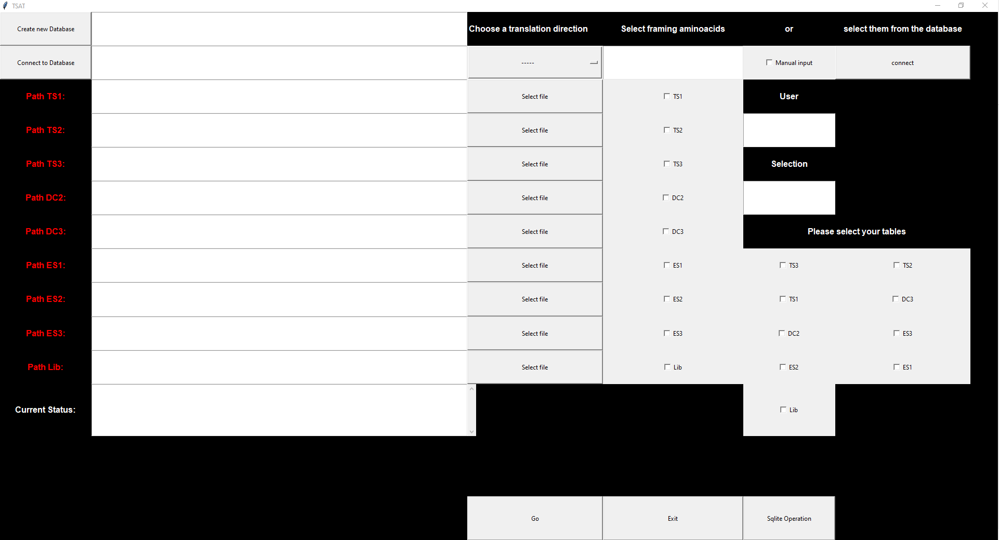 TSAT
Create new Database
Choose a translation direction
Select framing aminoacids
or
select them from the database
Connect to Database
-----
Manual input
connect
Path TS1:
Select file
TS1
User
Path TS2:
Select file
TS2
Path TS3:
Select file
TS3
Selection
Path DC2:
Select file
DC2
Path DC3:
Select file
DC3
Please select your tables
Path ES1:
Select file
ES1
TS3
TS2
Path ES2:
Select file
ES2
TS1
DC3
Path ES3:
Select file
ES3
DC2
ES3
Path Lib:
Select file
Lib
ES2
ES1
Current Status:
Lib
Go
Exit
Sqlite Operation